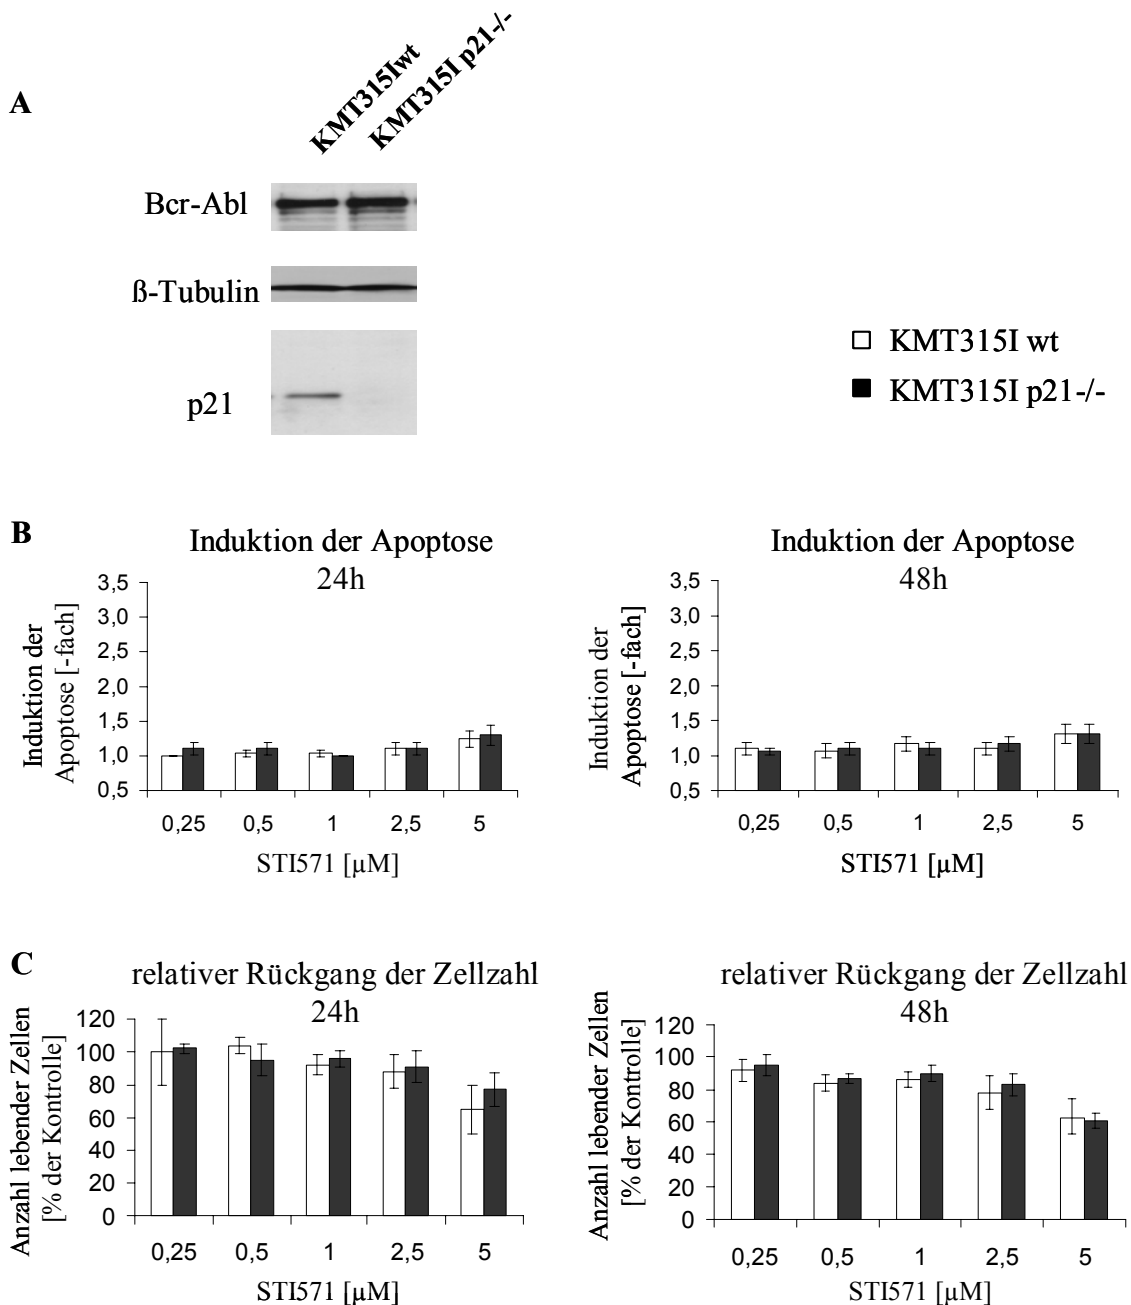 A
KMT315Iwt
KMT315I p21-/-
Bcr-Abl
ß-Tubulin
p21
KMT315I wt
KMT315I p21-/-
B
Induktion der Apoptose
24h
Induktion der
Apoptose [-fach]
3,5
3,0
2,5
2,0
1,5
1,0
0,5
0,25 0,5 1 2,5 5
STI571 [µM]
Induktion der Apoptose
48h
Induktion der
Apoptose [-fach]
3,5
3,0
2,5
2,0
1,5
1,0
0,5
0,25 0,5 1 2,5 5
STI571 [µM]
C
relativer Rückgang der Zellzahl
24h
Anzahl lebender Zellen
[% der Kontrolle]
120
100
80
60
40
20
0
0,25 0,5 1 2,5 5
STI571 [µM]
relativer Rückgang der Zellzahl
48h
Anzahl lebender Zellen
[% der Kontrolle]
120
100
80
60
40
20
0
0,25 0,5 1 2,5 5
STI571 [µM]